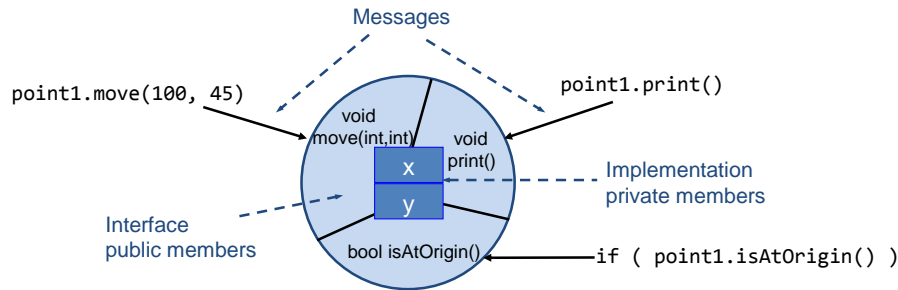 Messages
point1.move(100, 45)
point1.print()
void
move(int,int)
void
print()
x
y
Implementation
private members
Interface
public members
bool isAtOrigin()
if ( point1.isAtOrigin() )